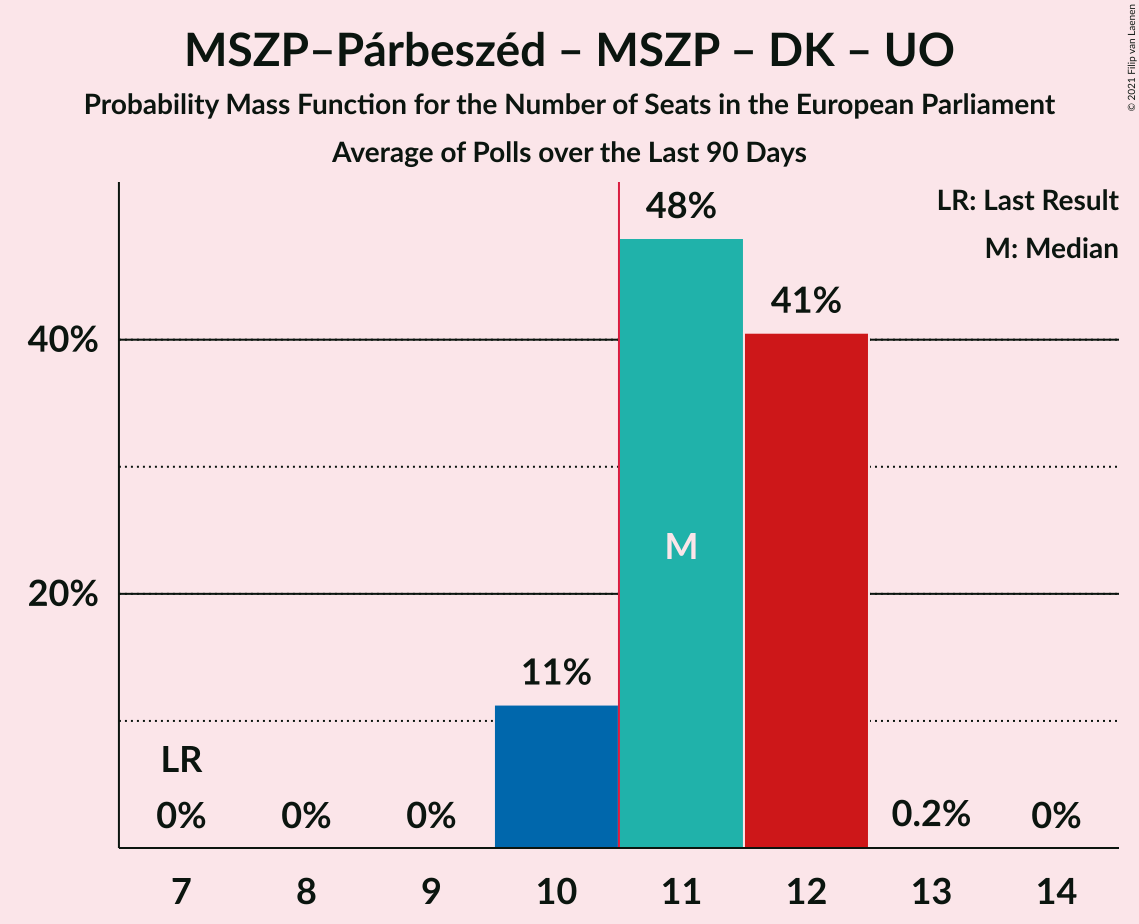 MSZP–Párbeszéd – MSZP – DK – UO
Probability Mass Function for the Number of Seats in the European Parliament
Average of Polls over the Last 90 Days
© 2021 Filip van Laenen
LR: Last Result
M: Median
48%
41%
40%
M
20%
11%
LR
0%
0%
0%
0.2%
0%
7
8
9
10
11
12
13
14